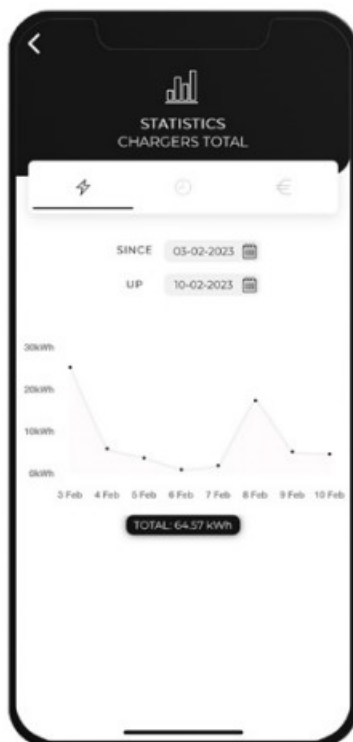 STATISTICS
CHARGERS TOTAL
€
SINCE 03-02-2023
UP 10-02-2023
30kWh
20kWh
10kWh
0kWh
3 Feb 4 Feb 5 Feb 6 Feb 7 Feb 8 Feb 9 Feb 10 Feb
TOTAL: 64.57 kWh